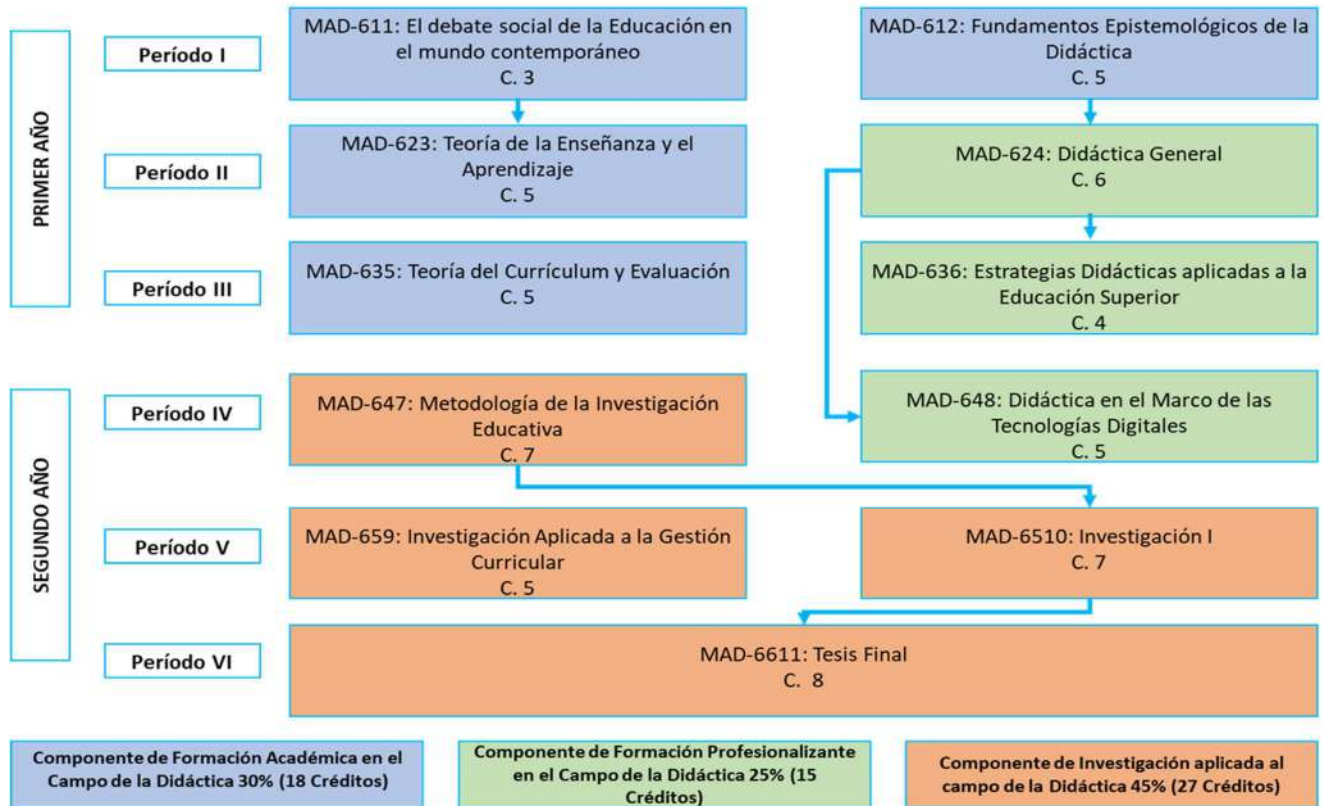 PRIMER AÑO
Período I
MAD-611: El debate social de la Educación en
el mundo contemporáneo
C. 3
MAD-612: Fundamentos Epistemológicos de la
Didáctica
C. 5
Período II
MAD-623: Teoría de la Enseñanza y el
Aprendizaje
C. 5
MAD-624: Didáctica General
C. 6
Período III
MAD-635: Teoría del Currículum y Evaluación
C. 5
MAD-636: Estrategias Didácticas aplicadas a la
Educación Superior
C. 4
SEGUNDO AÑO
Período IV
MAD-647: Metodología de la Investigación
Educativa
C. 7
MAD-648: Didáctica en el Marco de las
Tecnologías Digitales
C. 5
Período V
MAD-659: Investigación Aplicada a la Gestión
Curricular
C. 5
MAD-6510: Investigación I
C. 7
Período VI
MAD-6611: Tesis Final
C. 8
Componente de Formación Académica en el
Campo de la Didáctica 30% (18 Créditos)
Componente de Formación Profesionalizante
en el Campo de la Didáctica 25% (15
Créditos)
Componente de Investigación aplicada al
campo de la Didáctica 45% (27 Créditos)